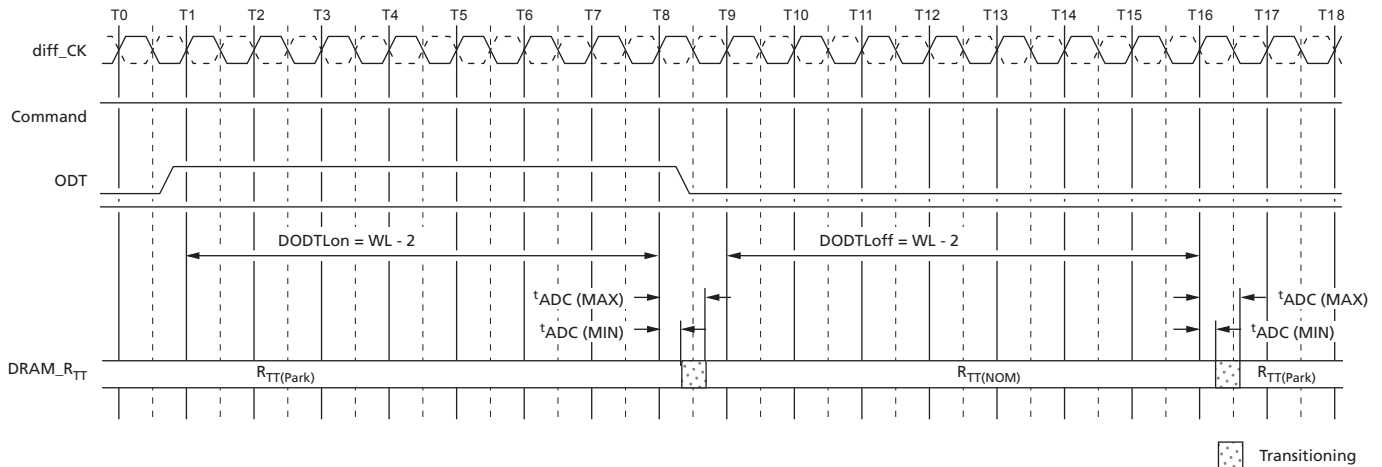 T0 T1 T2 T3 T4 T5 T6 T7 T8 T9 T10 T11 T12 T13 T14 T15 T16 T17 T18
diff_CK
Command
ODT
DODTLon = WL - 2 DODTLoff = WL - 2
tADC (MAX) tADC (MAX)
tADC (MIN) tADC (MIN)
DRAM_RTT RTT(Park) RTT(NOM) RTT(Park)
Transitioning